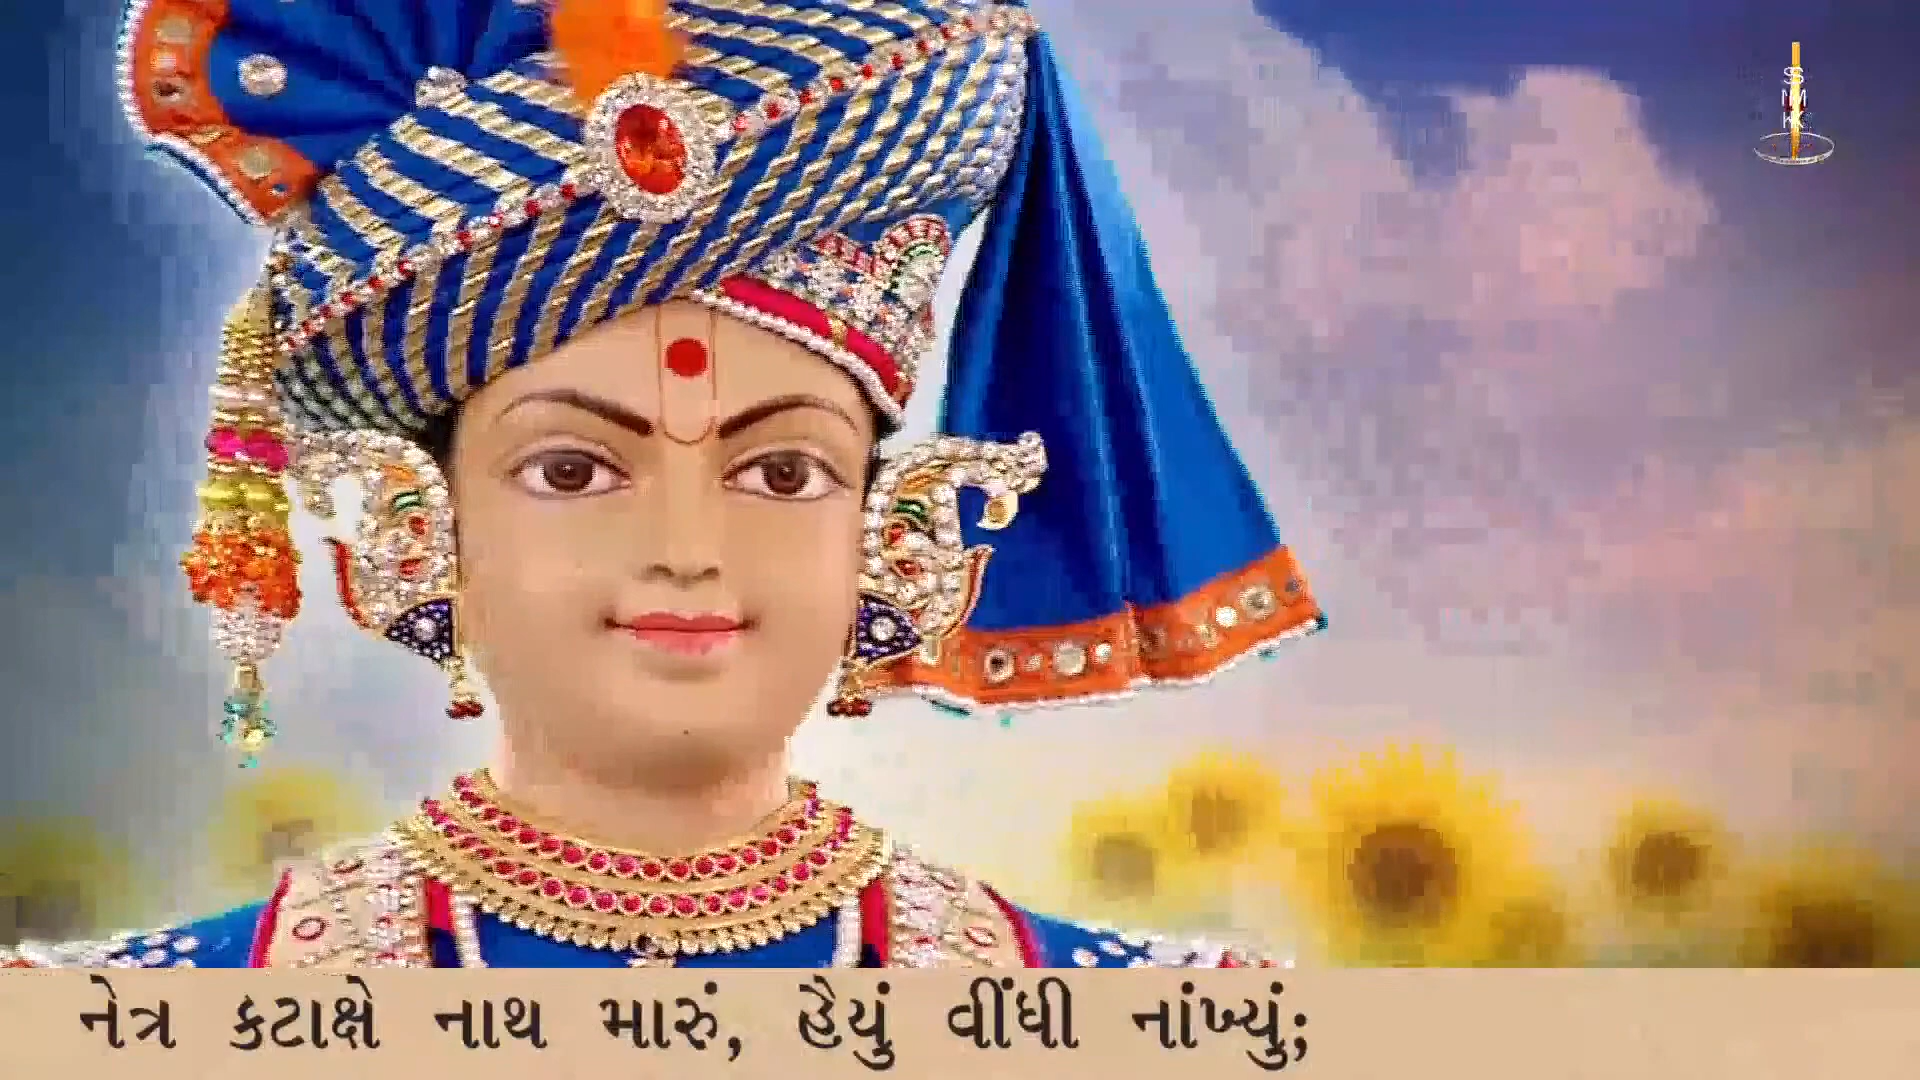 S S
M M
K K
નેત્ર કટાક્ષે નાથ મારું, હૈયું વીંધી નાંખ્યું;